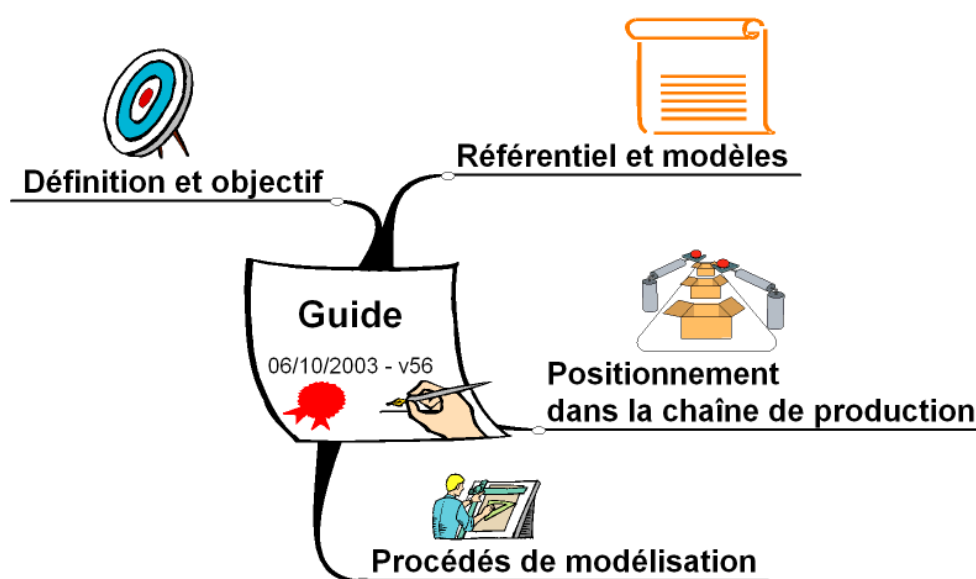 Référentiel et modèles
Définition et objectif
Guide
06/10/2003 - v56
Positionnement
dans la chaîne de production
Procédés de modélisation